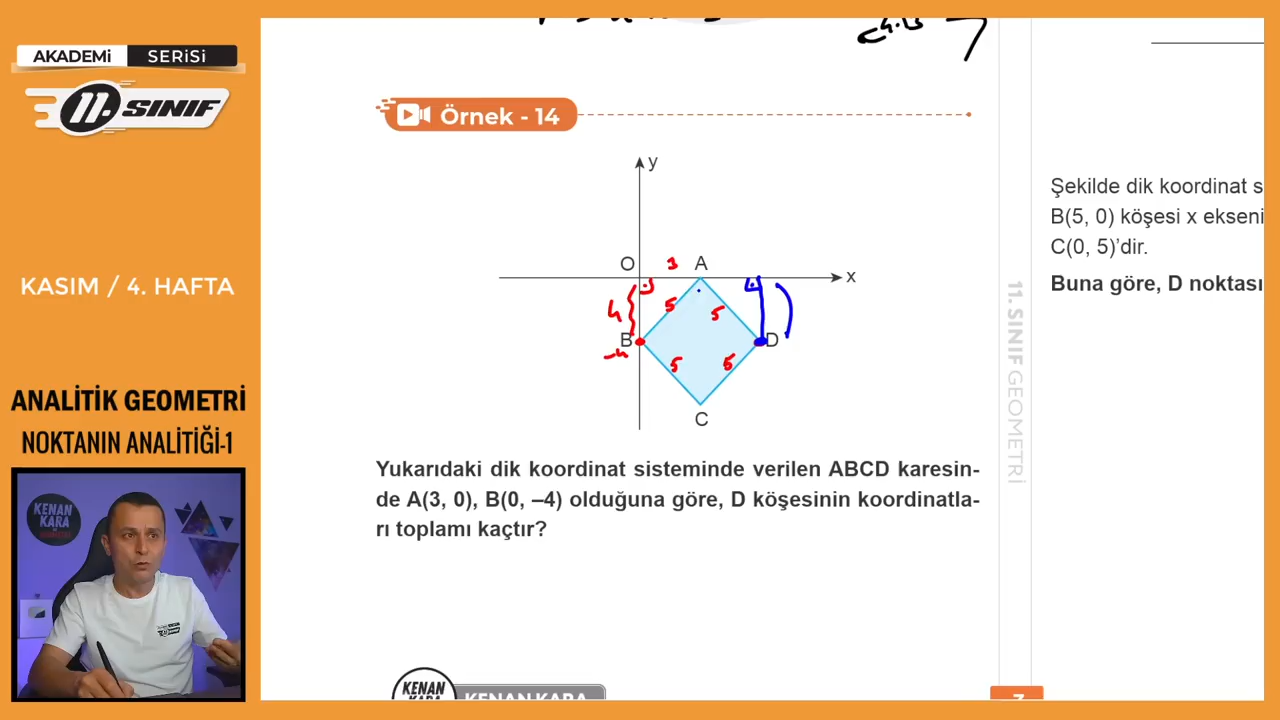 AKADEMİ SERİSİ
11. SINIF
KASIM / 4. HAFTA
ANALİTİK GEOMETRİ
NOKTANIN ANALİTİĞİ-1
KENAN
KARA
Örnek - 14
y
O 3 A
x
4 5 5
B D
-4
5 5
C
Yukarıdaki dik koordinat sisteminde verilen ABCD karesin-
de A(3, 0), B(0, –4) olduğuna göre, D köşesinin koordinatla-
rı toplamı kaçtır?
KENAN
KARA
KENAN KARA
11. SINIF GEOMETRİ
Şekilde dik koordinat s
B(5, 0) köşesi x ekseni
C(0, 5)'dir.
Buna göre, D noktası